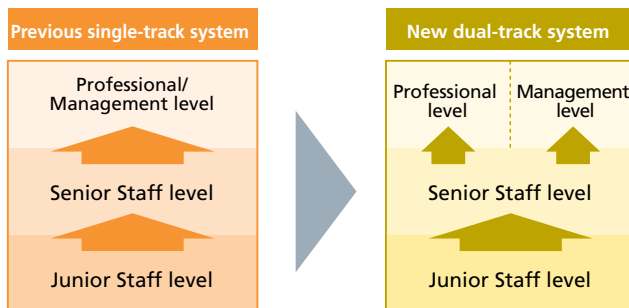 Previous single-track system
Professional/
Management level
Senior Staff level
Junior Staff level
New dual-track system
Professional
level
Management
level
Senior Staff level
Junior Staff level